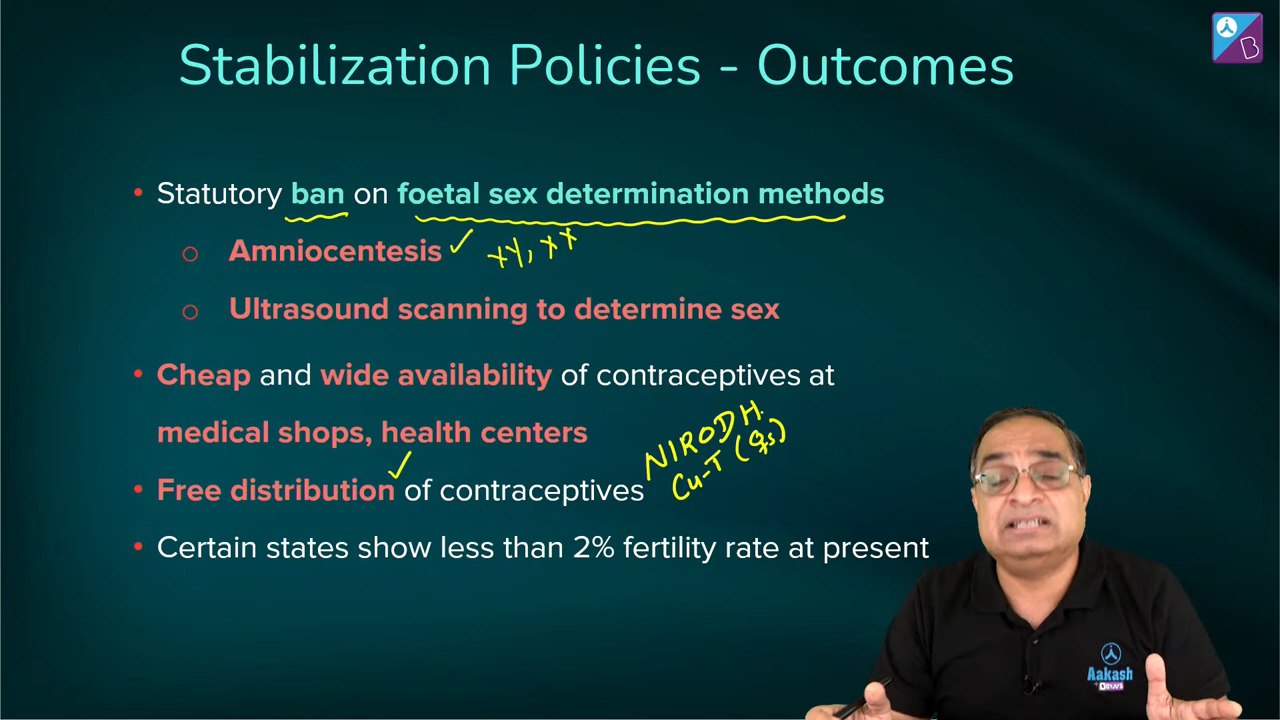 Stabilization Policies - Outcomes
• Statutory ban on foetal sex determination methods
○ Amniocentesis ✓ XY, XX
○ Ultrasound scanning to determine sex
• Cheap and wide availability of contraceptives at
medical shops, health centers
NIRODH
Cu-T
• Free distribution of contraceptives
• Certain states show less than 2% fertility rate at present
Aakash
BYJU'S
B